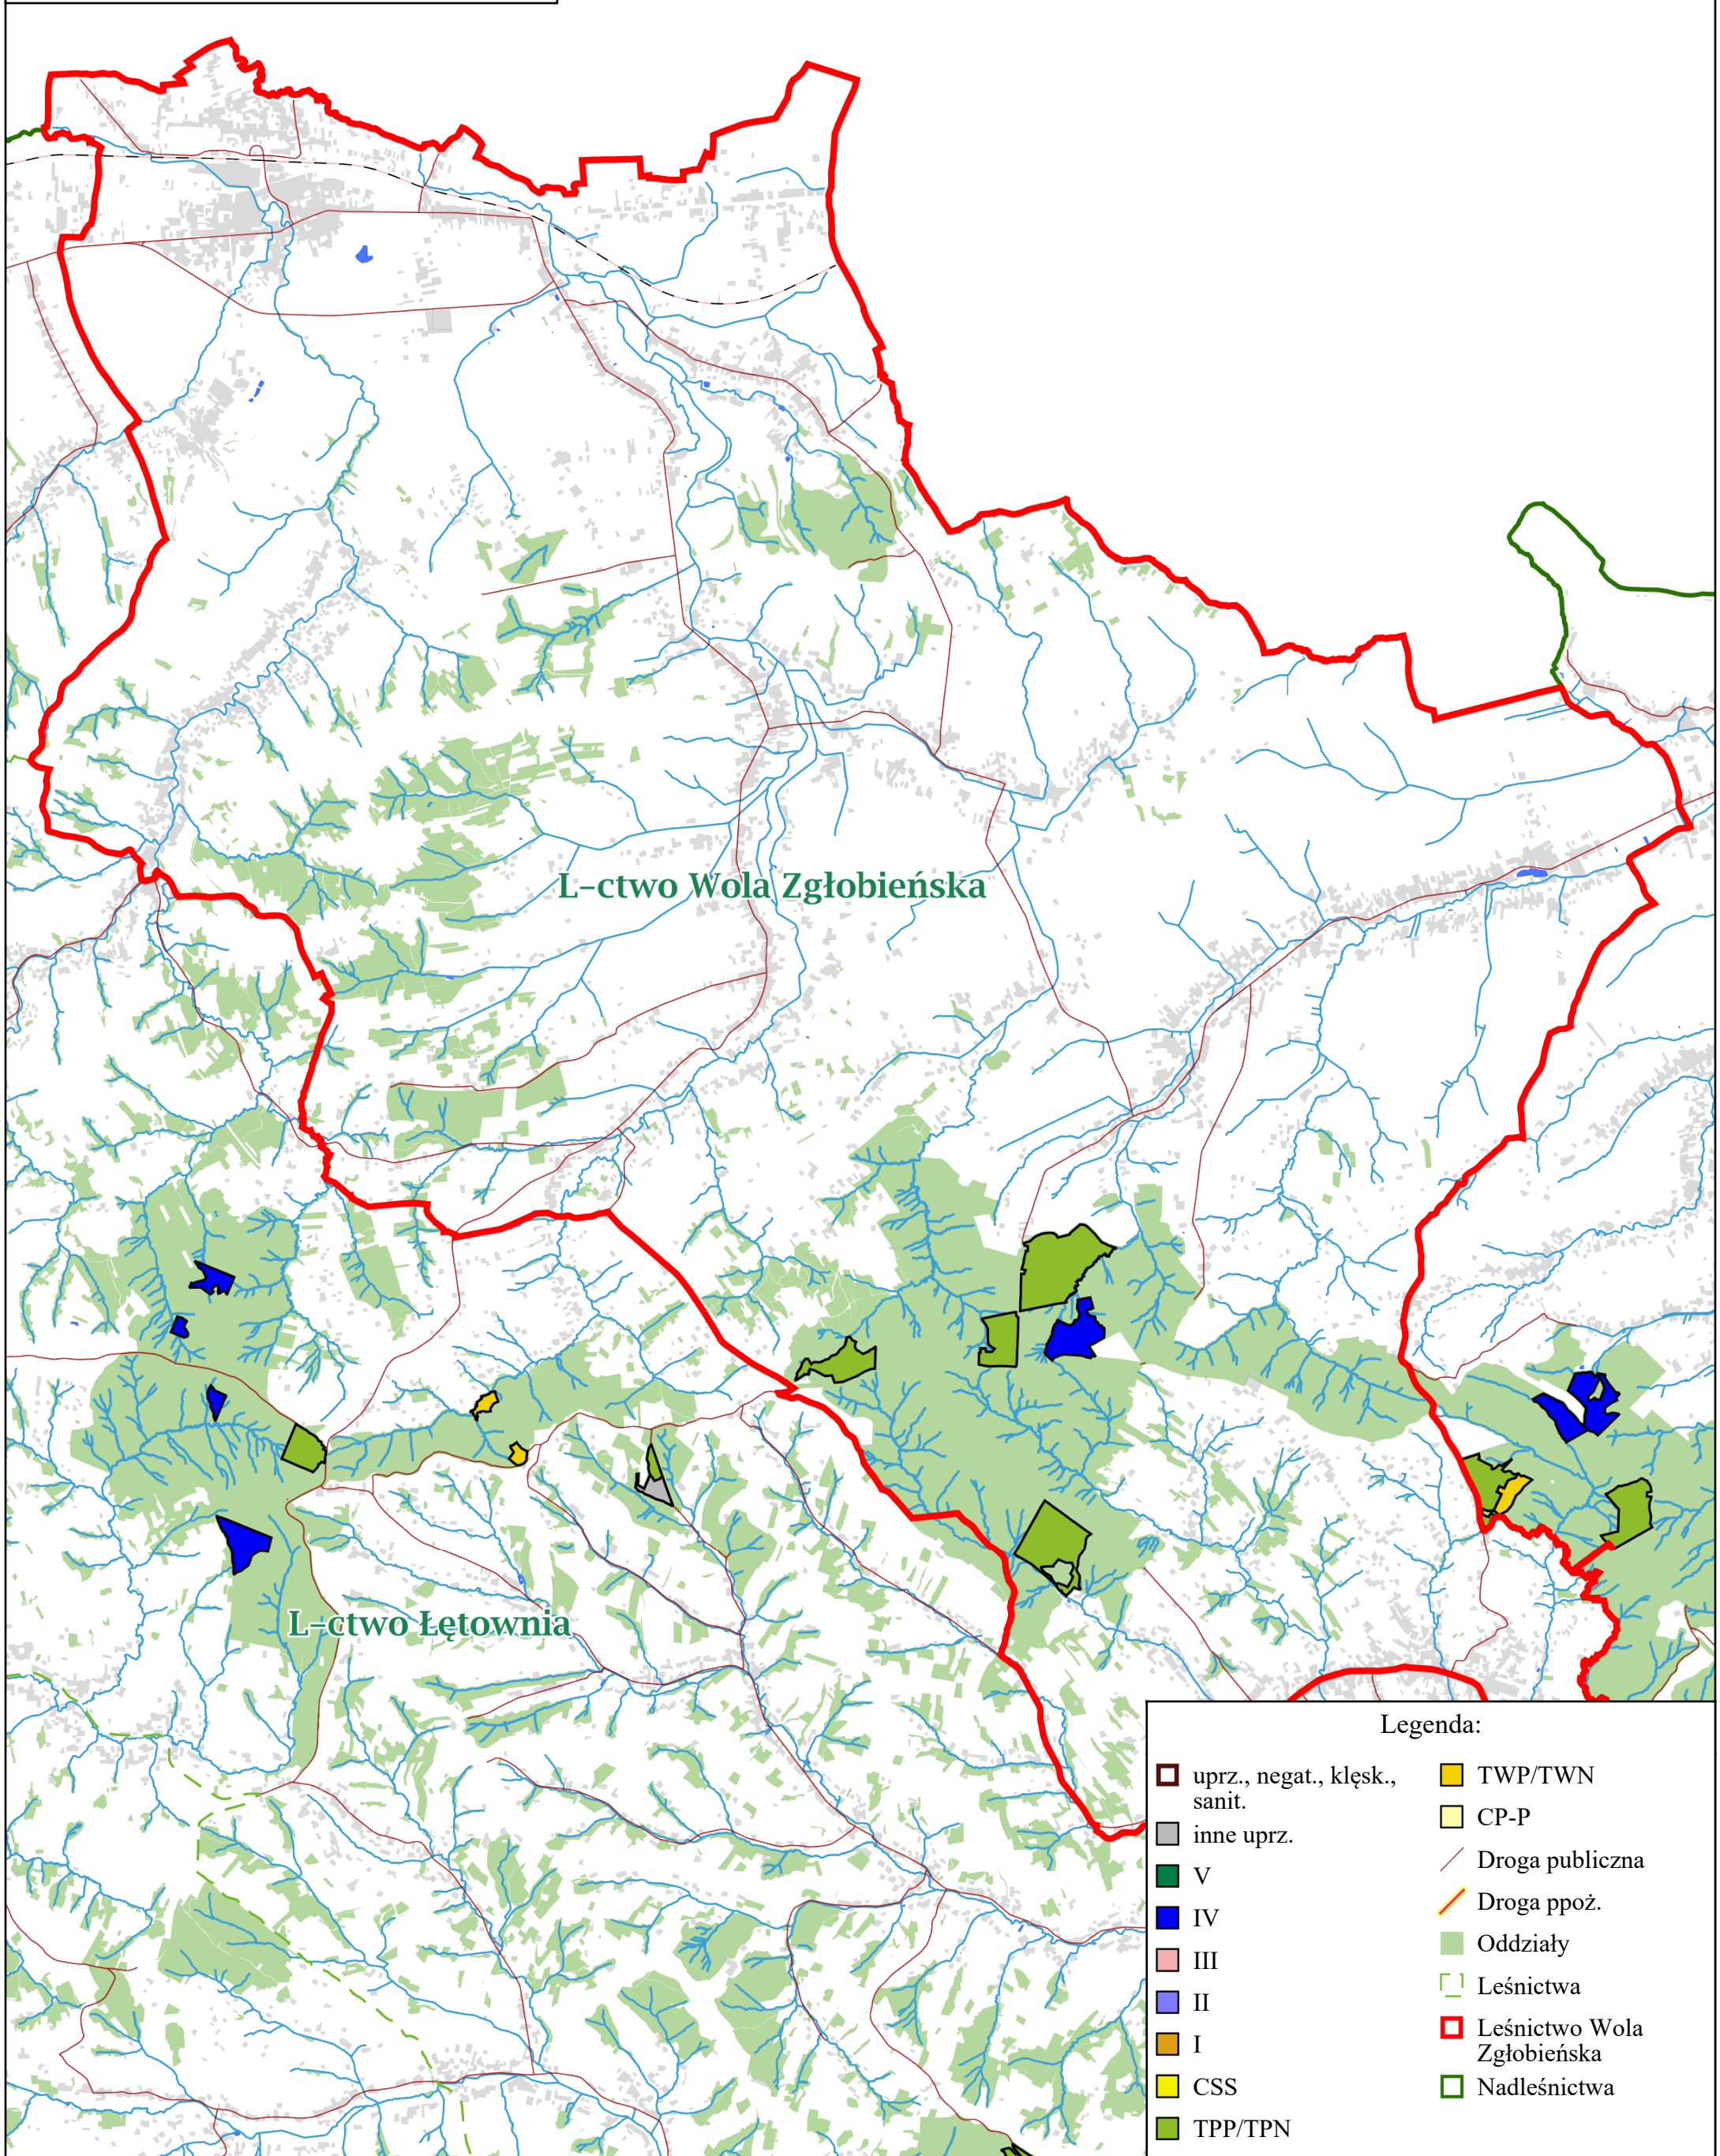 L–ctwo Wola Zgłobieńska
L–ctwo Łętownia
Legenda:
uprz., negat., klęsk.,
sanit.
inne uprz.
V
IV
III
II
I
CSS
TPP/TPN
TWP/TWN
CP-P
Droga publiczna
Droga ppoż.
Oddziały
Leśnictwa
Leśnictwo Wola
Zgłobieńska
Nadleśnictwa